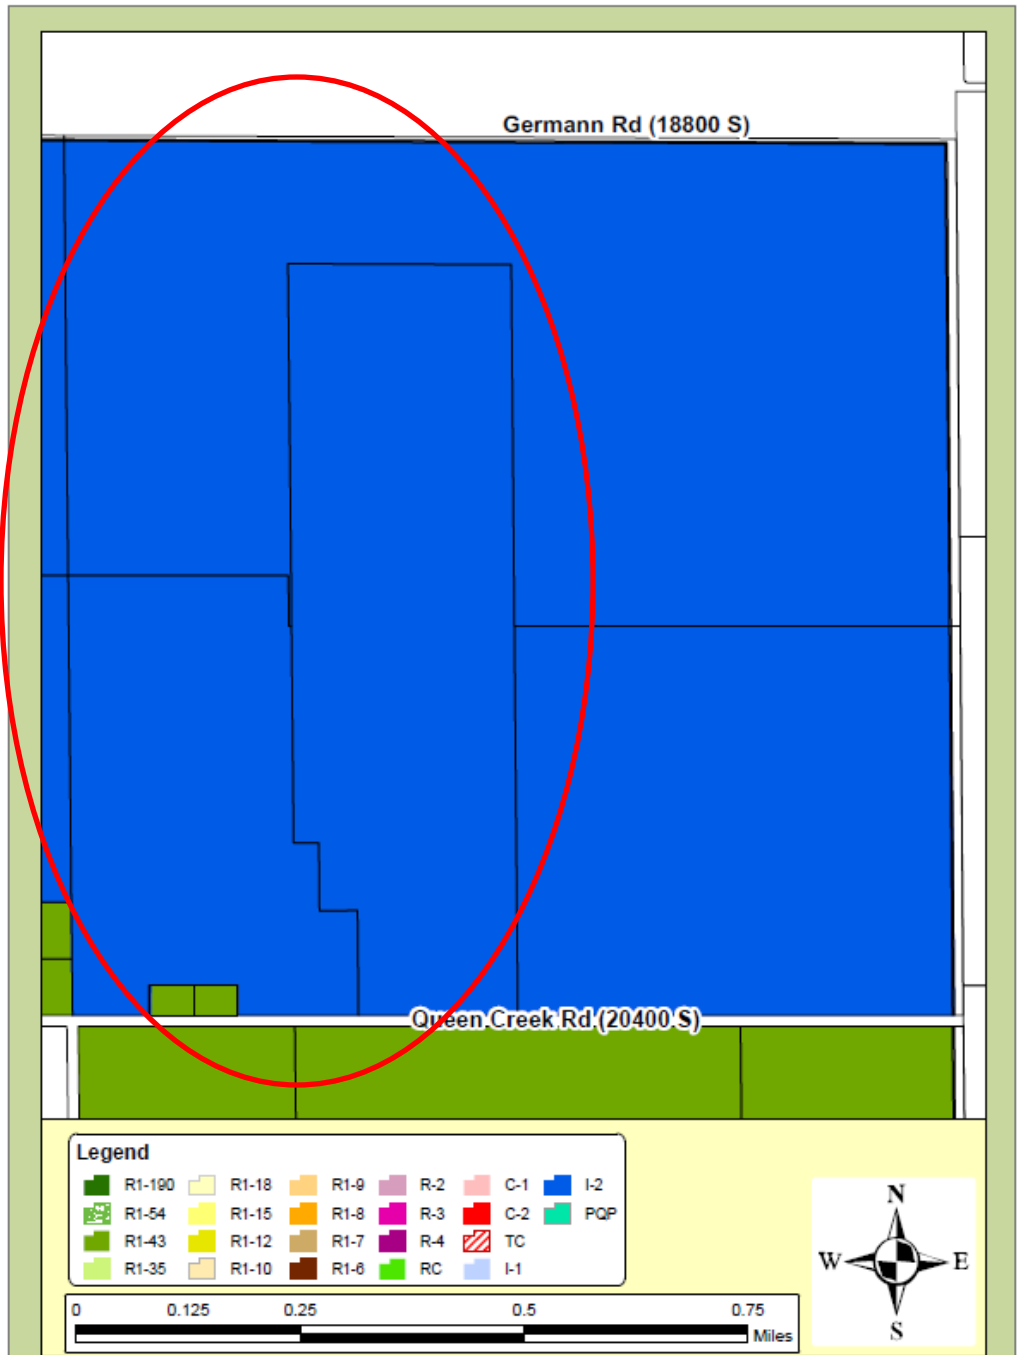 Germann Rd (18800 S)
Queen Creek Rd (20400 S)
Legend
R1-190 R1-18 R1-9 R-2 C-1 I-2
R1-54 R1-15 R1-8 R-3 C-2 PQP
R1-43 R1-12 R1-7 R-4 TC
R1-35 R1-10 R1-6 RC I-1
N
W E
S
0 0.125 0.25 0.5 0.75
Miles